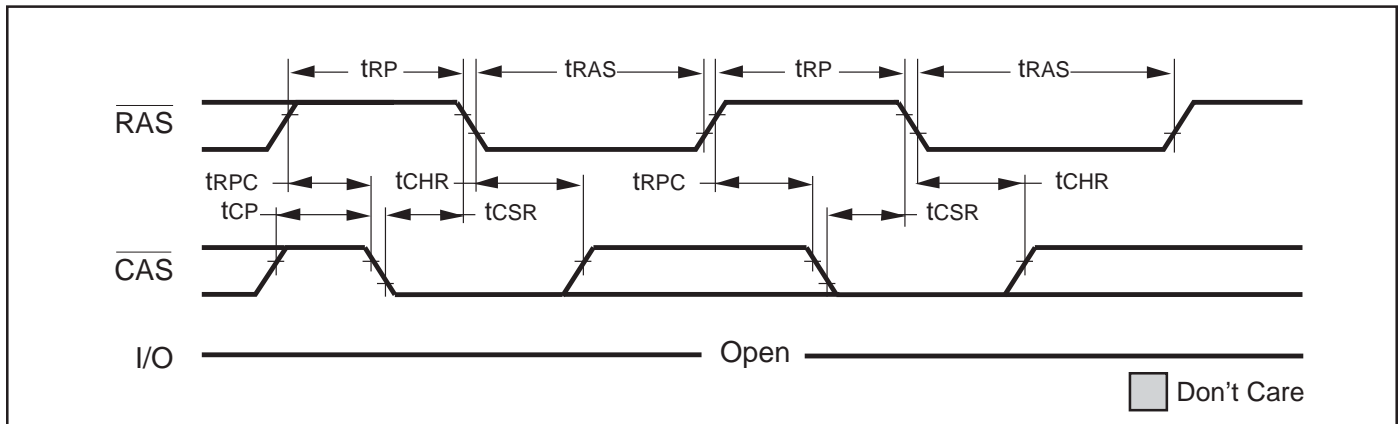 tRP tRAS tRP tRAS
RAS
tRPC tCHR tRPC tCHR
tCP tCSR tCSR
CAS
I/O Open
Don't Care